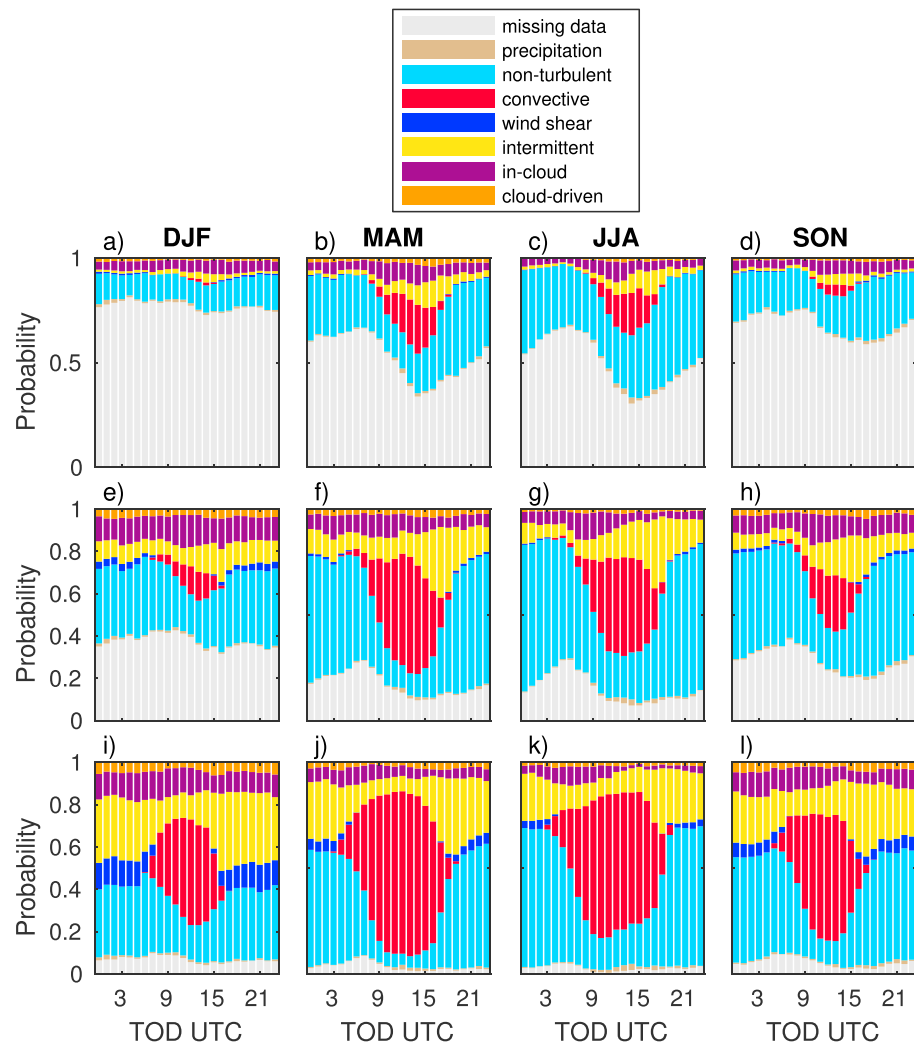 missing data
precipitation
non-turbulent
convective
wind shear
intermittent
in-cloud
cloud-driven
a) DJF b) MAM c) JJA d) SON
1
0.5
0
Probability
e) f) g) h)
1
0.8
0.6
0.4
0.2
0
Probability
i) j) k) l)
1
0.8
0.6
0.4
0.2
0
Probability
3 9 15 21 3 9 15 21 3 9 15 21 3 9 15 21
TOD UTC TOD UTC TOD UTC TOD UTC